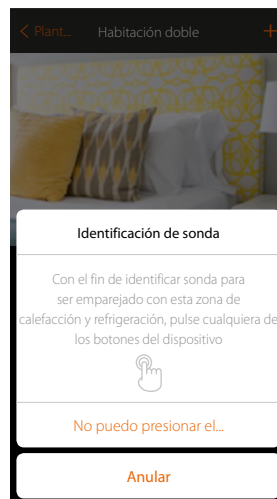 < Plant... Habitación doble +
Identificación de sonda
Con el fin de identificar sonda para
ser emparejado con esta zona de
calefacción y refrigeración, pulse cualquiera de
los botones del dispositivo
No puedo presionar el...
Anular